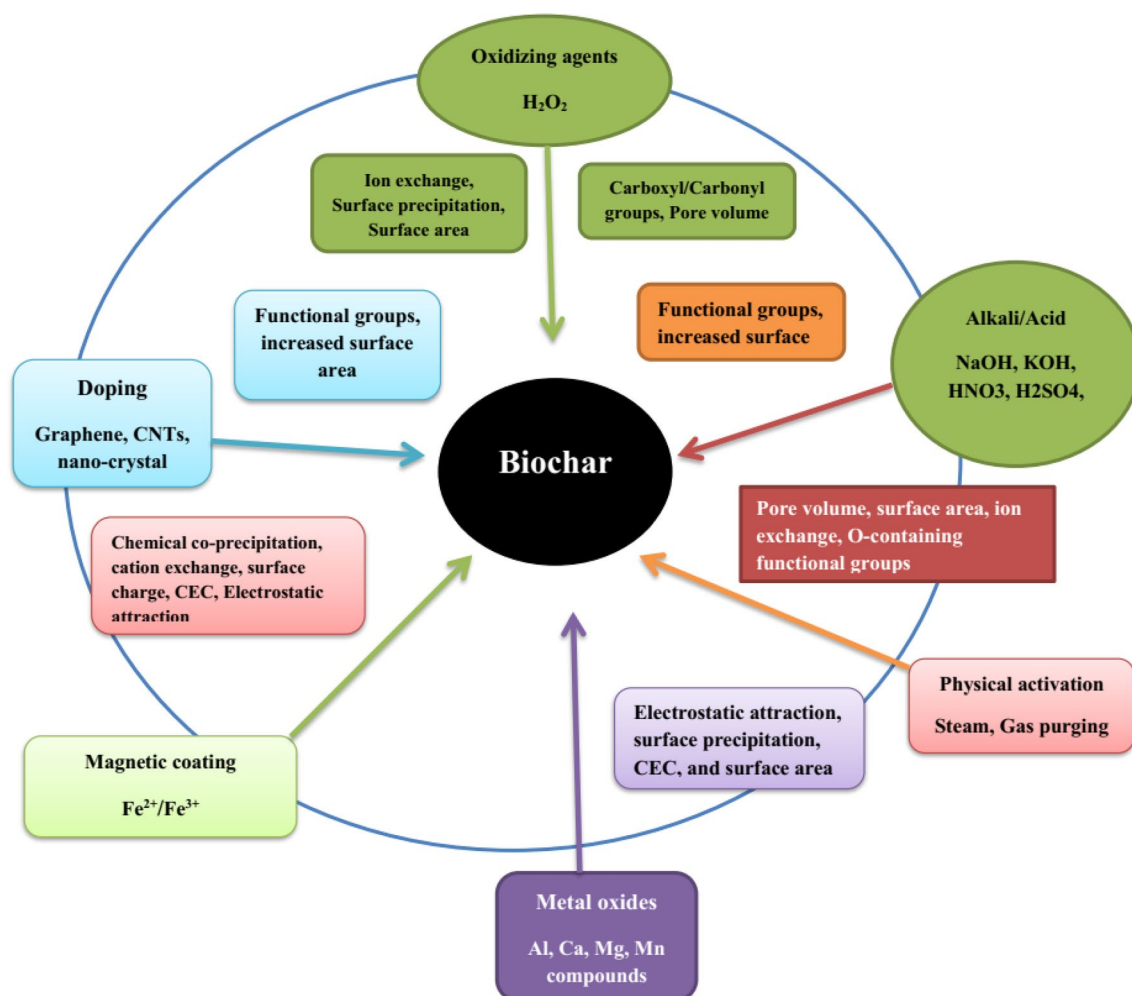 Oxidizing agents
H₂O₂
Ion exchange,
Surface precipitation,
Surface area
Carboxyl/Carbonyl
groups, Pore volume
Functional groups,
increased surface
area
Functional groups,
increased surface
Alkali/Acid
NaOH, KOH,
HNO3, H2SO4,
Doping
Graphene, CNTs,
nano-crystal
Biochar
Pore volume, surface area, ion
exchange, O-containing
functional groups
Chemical co-precipitation,
cation exchange, surface
charge, CEC, Electrostatic
attraction
Physical activation
Steam, Gas purging
Electrostatic attraction,
surface precipitation,
CEC, and surface area
Magnetic coating
Fe²⁺/Fe³⁺
Metal oxides
Al, Ca, Mg, Mn
compounds